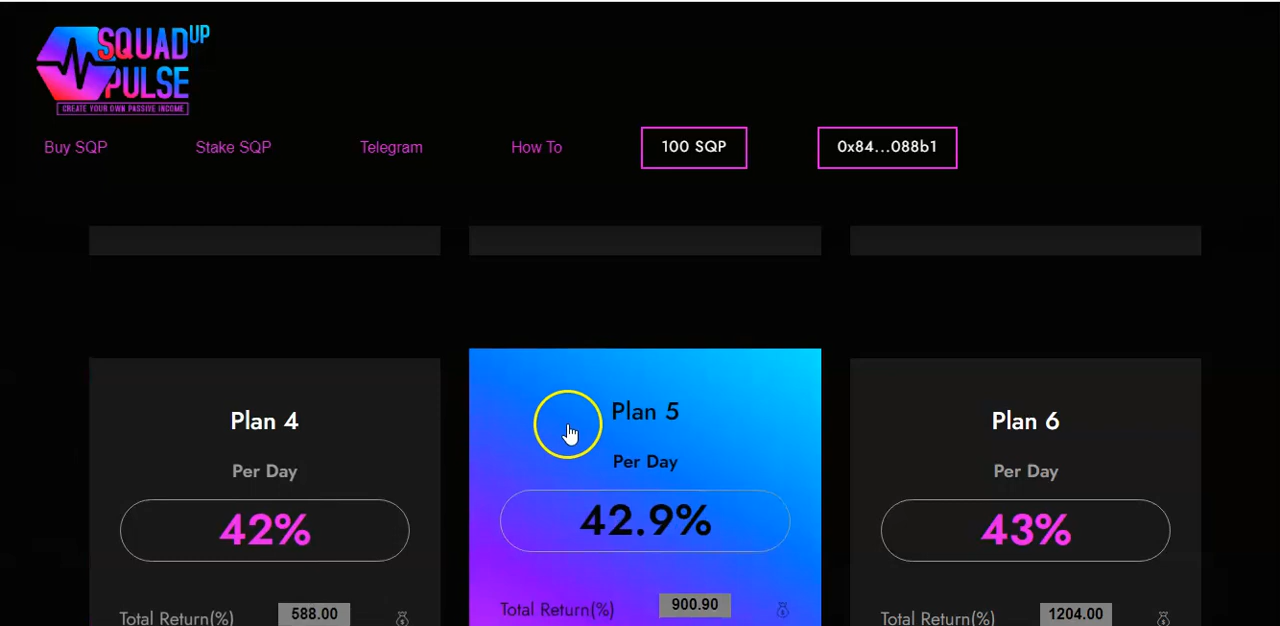 SQUAD UP
PULSE
CREATE YOUR OWN PASSIVE INCOME
Buy SQP Stake SQP Telegram How To 100 SQP 0x84...088b1
Plan 4
Per Day
42%
Total Return(%) 588.00
Plan 5
Per Day
42.9%
Total Return(%) 900.90
Plan 6
Per Day
43%
Total Return(%) 1204.00